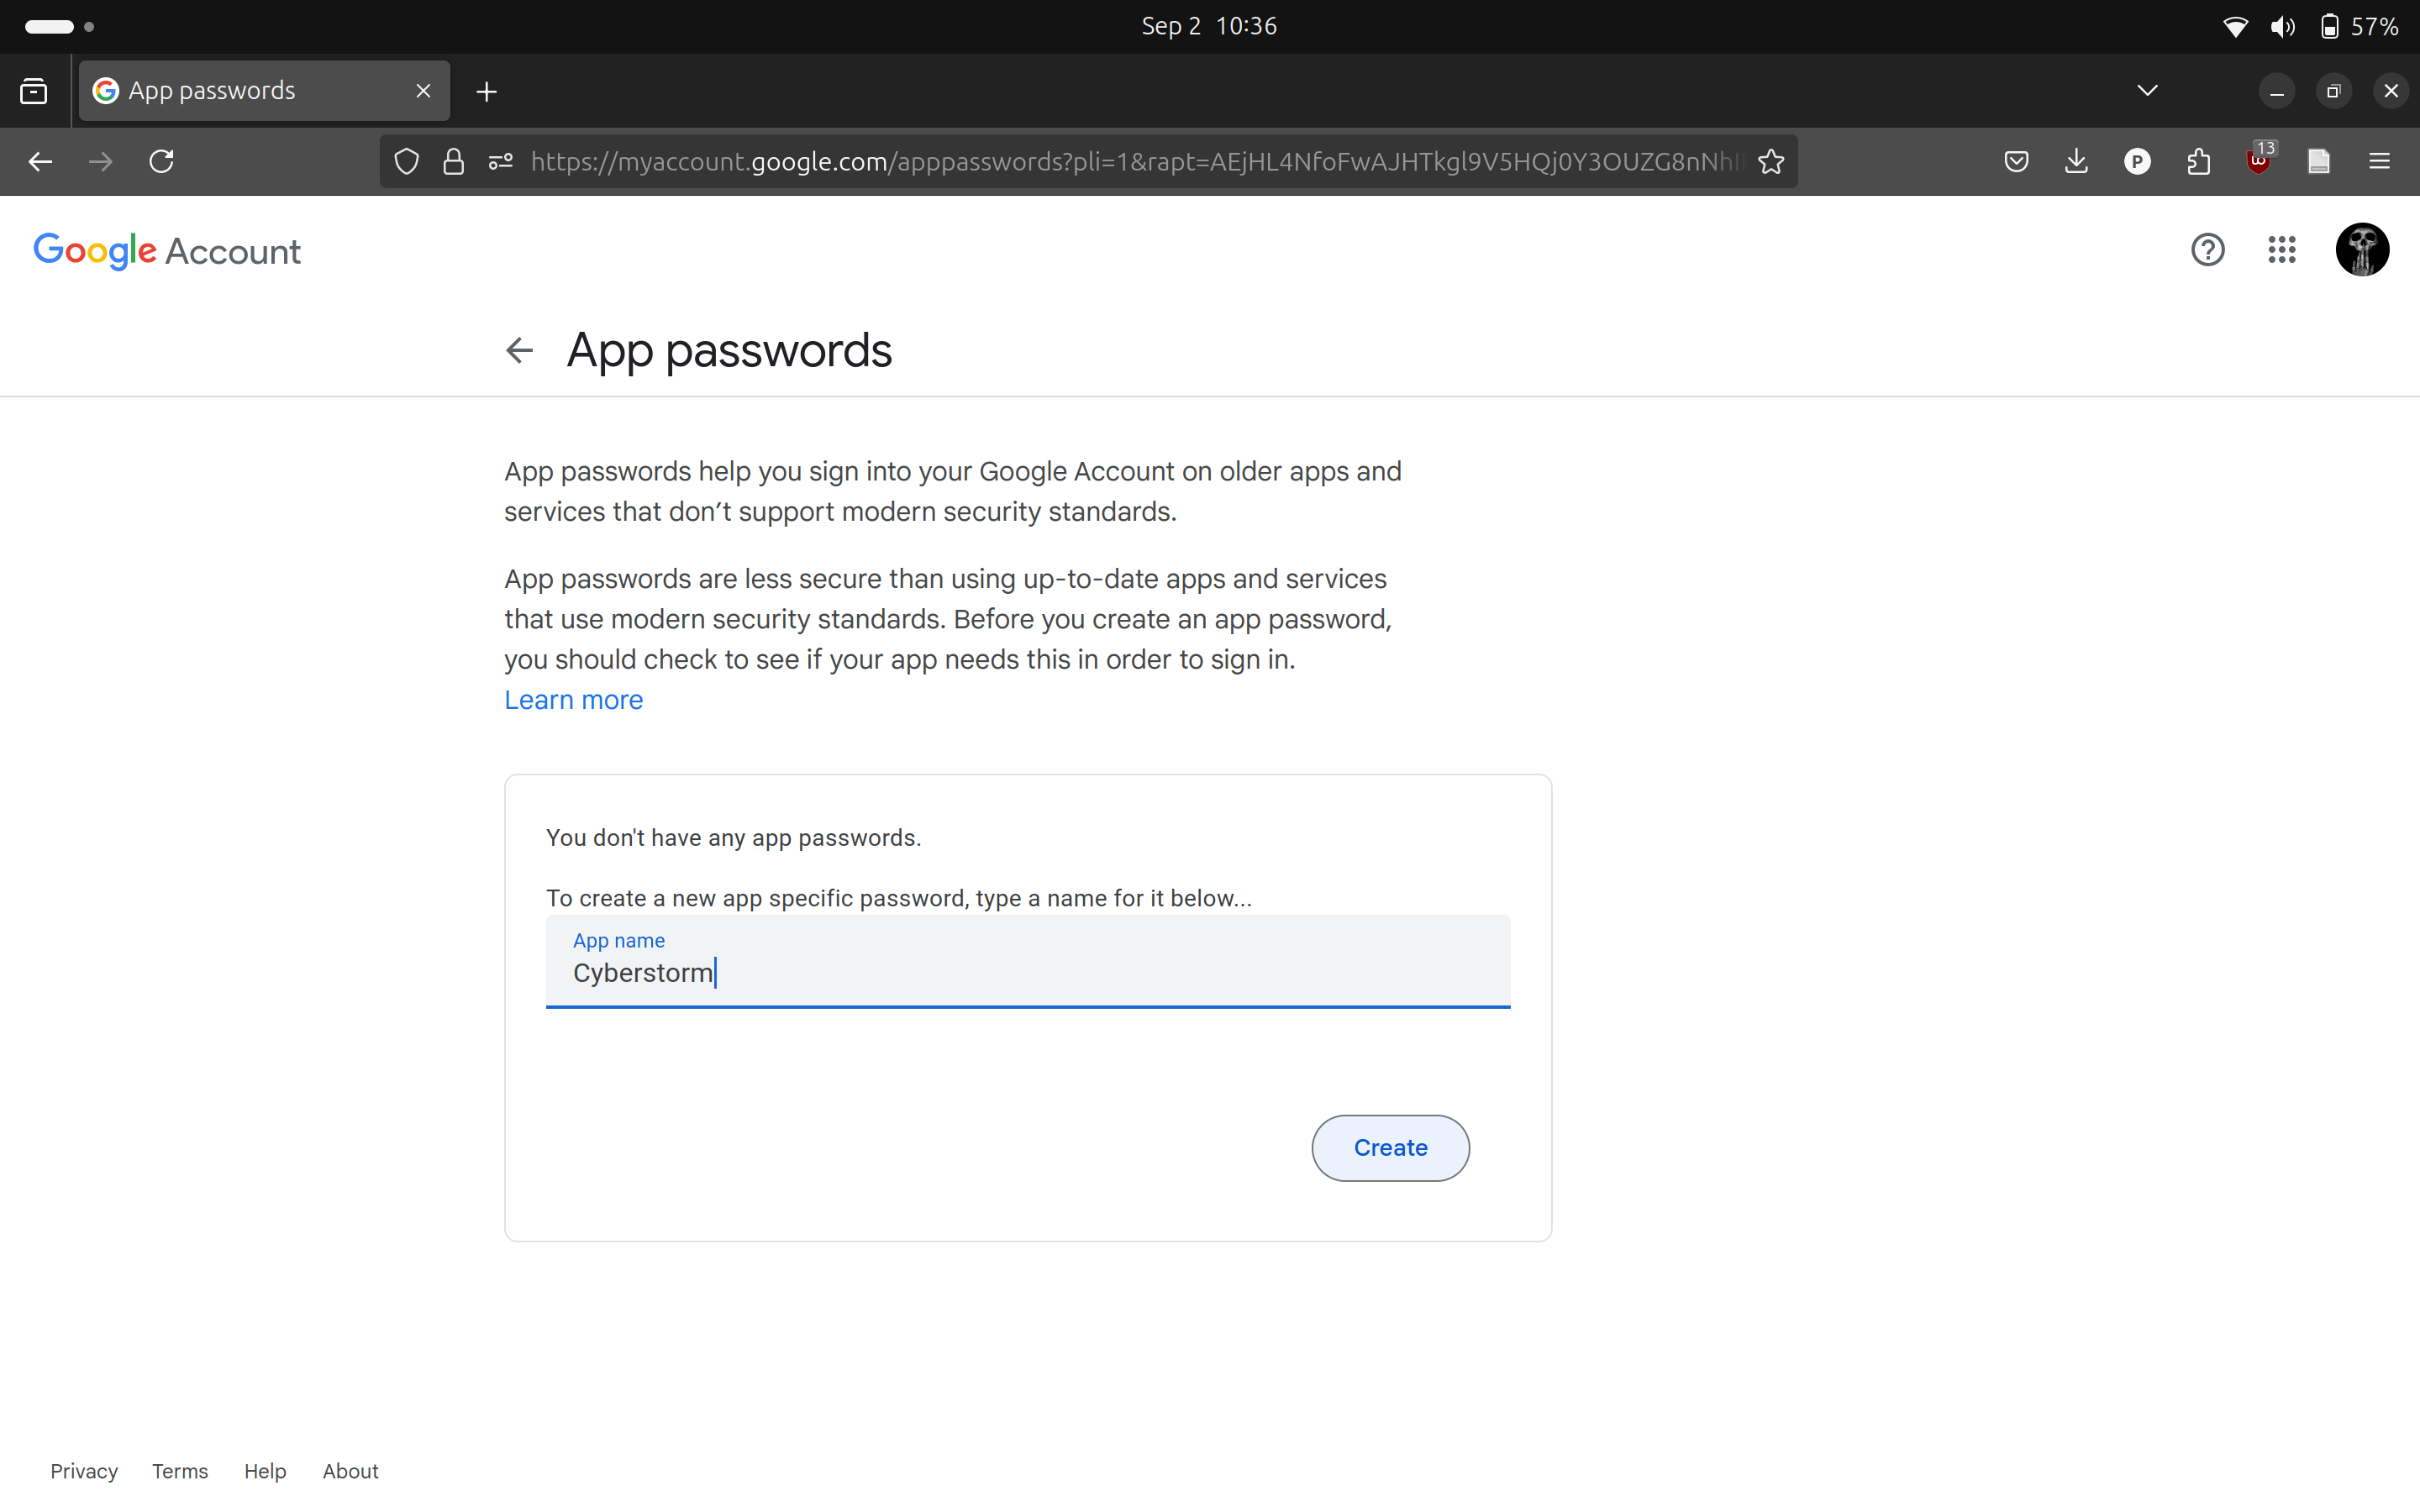 Sep 2 10:36
57%
App passwords
https://myaccount.google.com/apppasswords?pli=1&rapt=AEjHL4NfoFwAJHTkgl9V5HQj0Y3OUZG8nNh
13
Google Account
App passwords
App passwords help you sign into your Google Account on older apps and
services that don’t support modern security standards.
App passwords are less secure than using up-to-date apps and services
that use modern security standards. Before you create an app password,
you should check to see if your app needs this in order to sign in.
Learn more
You don't have any app passwords.
To create a new app specific password, type a name for it below...
App name
Cyberstorm
Create
Privacy Terms Help About